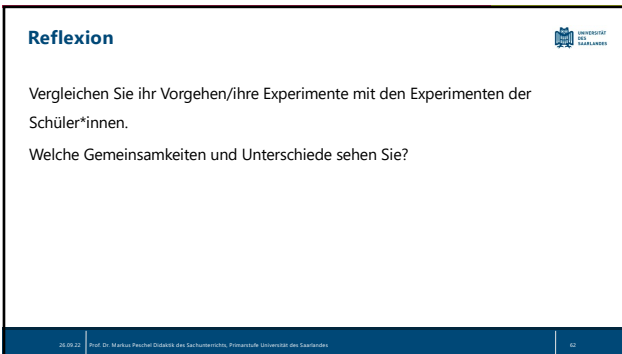 Reflexion
UNIVERSITÄT
DES
SAARLANDES
Vergleichen Sie ihr Vorgehen/ihre Experimente mit den Experimenten der
Schüler*innen.
Welche Gemeinsamkeiten und Unterschiede sehen Sie?
26.09.22 Prof. Dr. Markus Peschel Didaktik des Sachunterrichts, Primarstufe Universität des Saarlandes 62